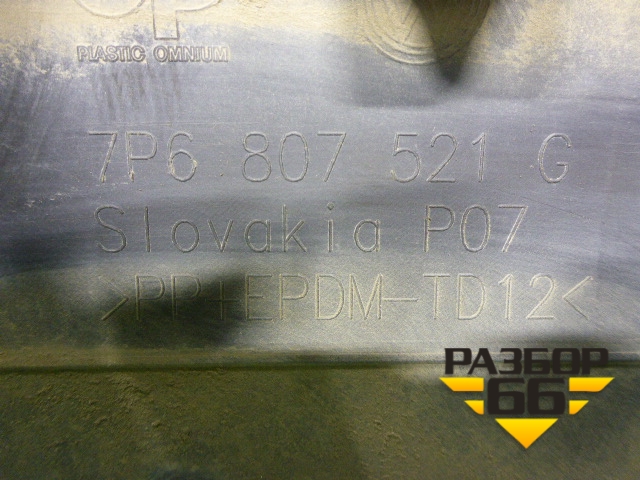 PLASTIC OMNIUM
7P6 807 521 G
Slovakia P07
>PP+EPDM-TD12<
РАЗБОР
66